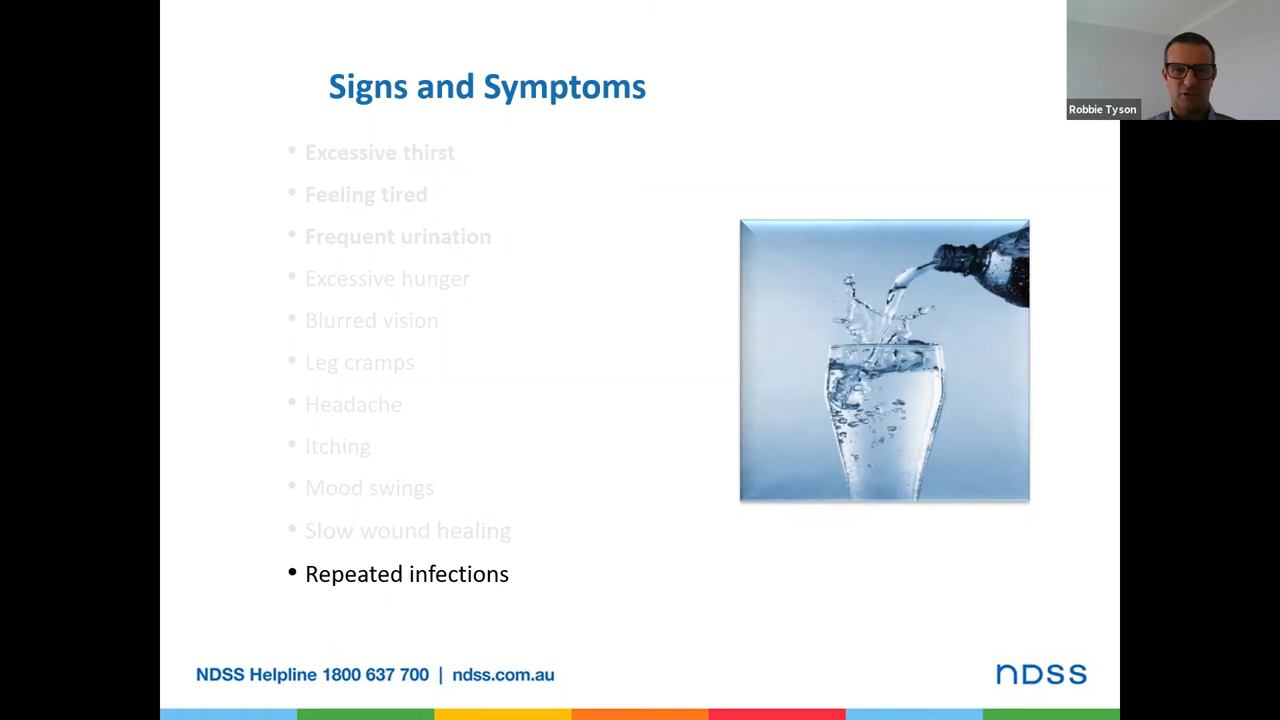 Signs and Symptoms
Robbie Tyson
• Excessive thirst
• Feeling tired
• Frequent urination
• Excessive hunger
• Blurred vision
• Leg cramps
• Headache
• Itching
• Mood swings
• Slow wound healing
• Repeated infections
NDSS Helpline 1800 637 700 | ndss.com.au
NDSS